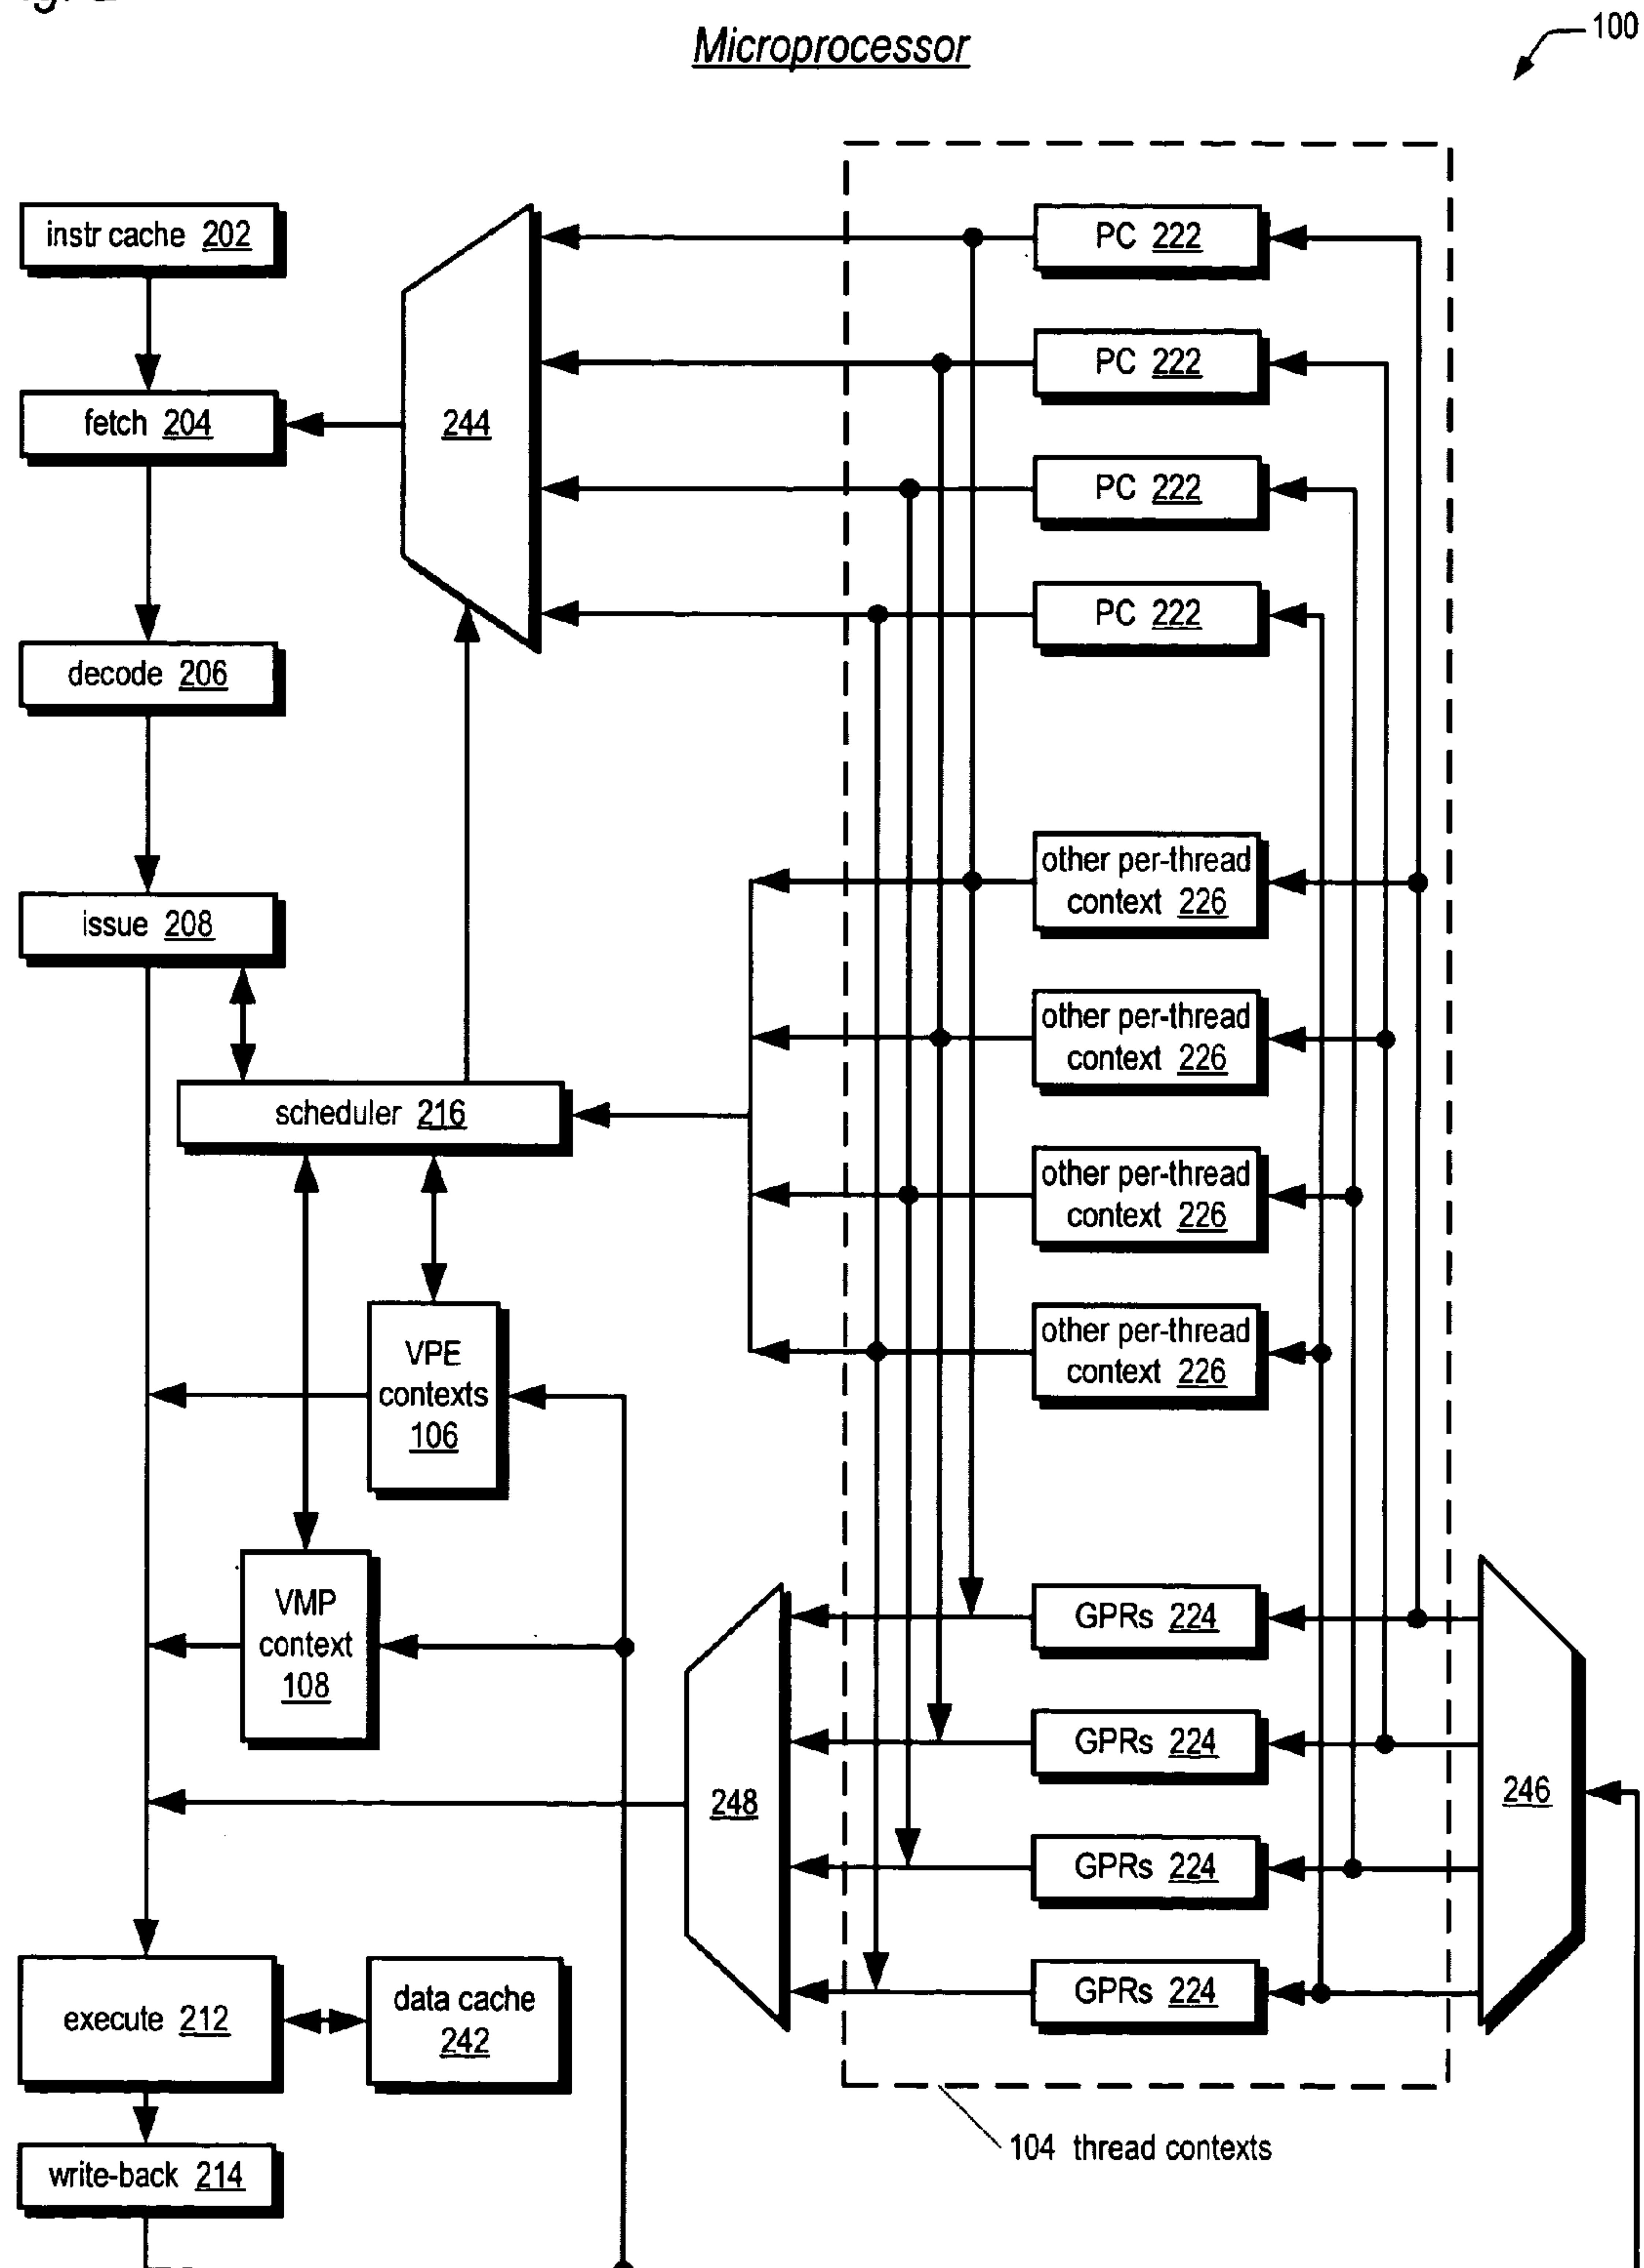 Microprocessor
100
instr cache 202
PC 222
PC 222
fetch 204
244
PC 222
PC 222
decode 206
other per-thread
context 226
issue 208
other per-thread
context 226
scheduler 216
other per-thread
context 226
other per-thread
context 226
VPE
contexts
106
VMP
context
108
GPRs 224
GPRs 224
248
246
GPRs 224
GPRs 224
execute 212
data cache
242
104 thread contexts
write-back 214